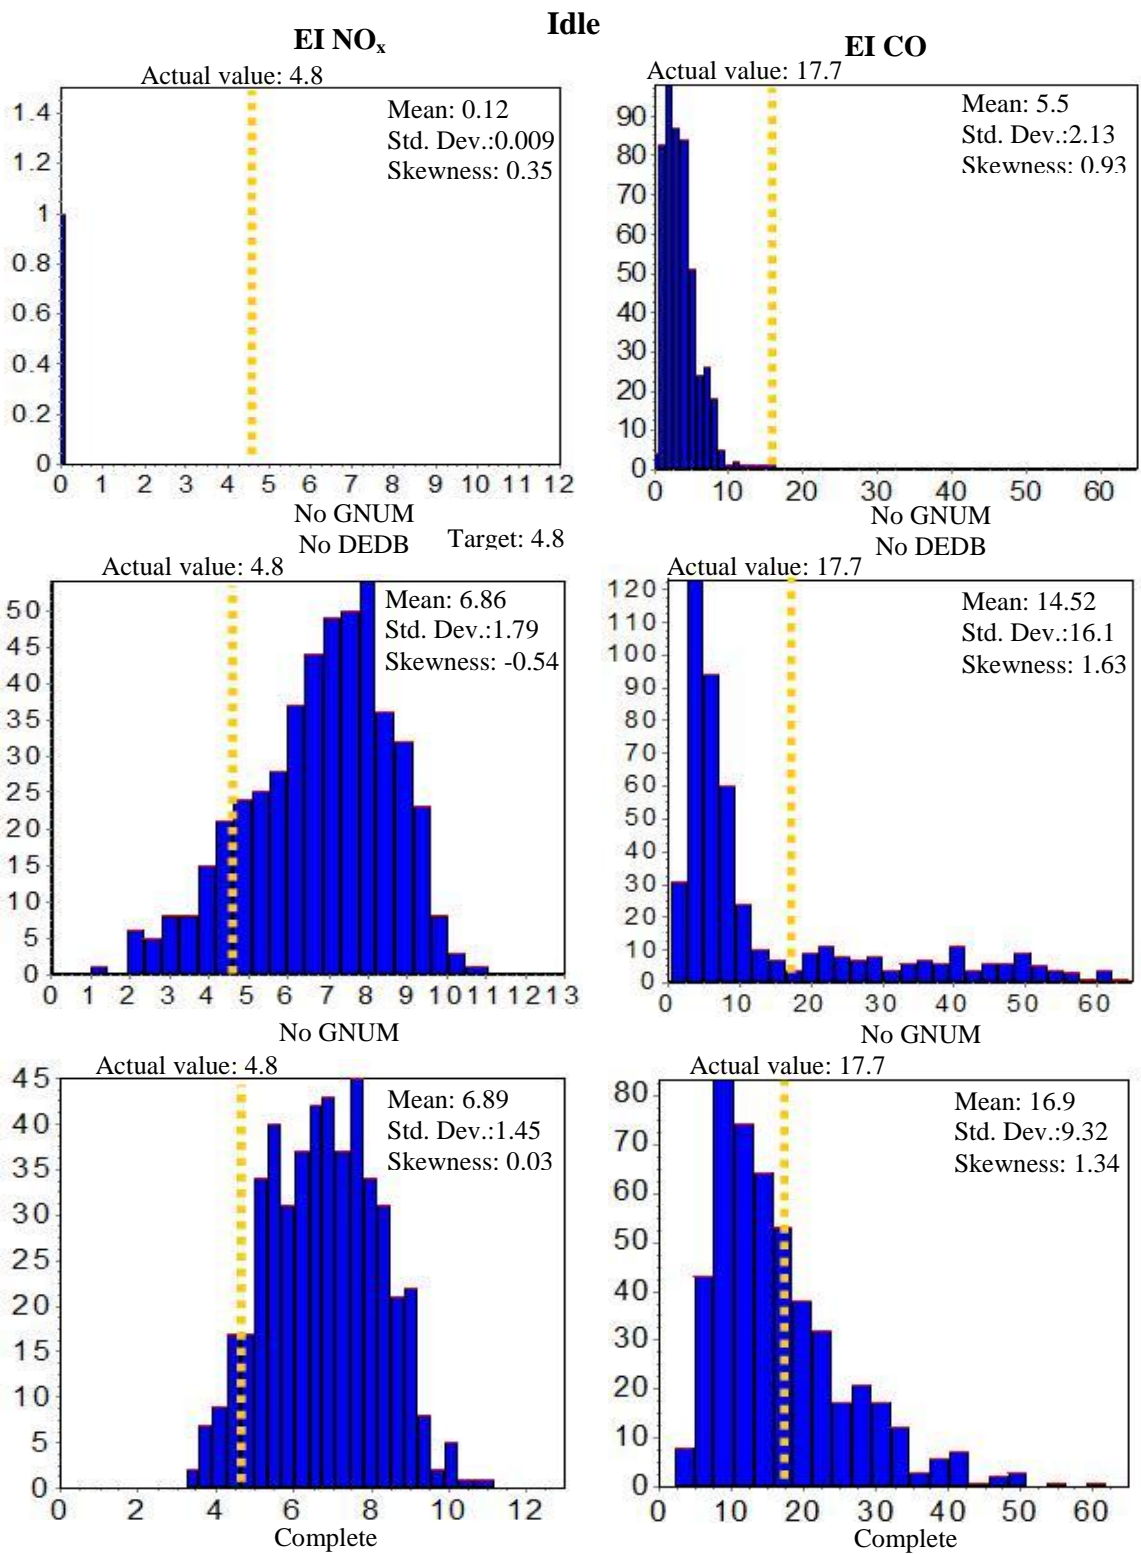 Idle
EI NOx
EI CO
Actual value: 4.8
Mean: 0.12
Std. Dev.:0.009
Skewness: 0.35
1.4
1.2
1
0.8
0.6
0.4
0.2
0
0 1 2 3 4 5 6 7 8 9 10 11 12
No GNUM
No DEDB
Actual value: 17.7
Mean: 5.5
Std. Dev.:2.13
Skewness: 0.93
90
80
70
60
50
40
30
20
10
0
0 10 20 30 40 50 60
No GNUM
No DEDB
Target: 4.8
Actual value: 4.8
Mean: 6.86
Std. Dev.:1.79
Skewness: -0.54
50
45
40
35
30
25
20
15
10
5
0
0 1 2 3 4 5 6 7 8 9 10 11 12 13
No GNUM
Actual value: 17.7
Mean: 14.52
Std. Dev.:16.1
Skewness: 1.63
120
110
100
90
80
70
60
50
40
30
20
10
0
0 10 20 30 40 50 60
No GNUM
Actual value: 4.8
Mean: 6.89
Std. Dev.:1.45
Skewness: 0.03
45
40
35
30
25
20
15
10
5
0
0 2 4 6 8 10 12
Complete
Actual value: 17.7
Mean: 16.9
Std. Dev.:9.32
Skewness: 1.34
80
70
60
50
40
30
20
10
0
0 10 20 30 40 50 60
Complete